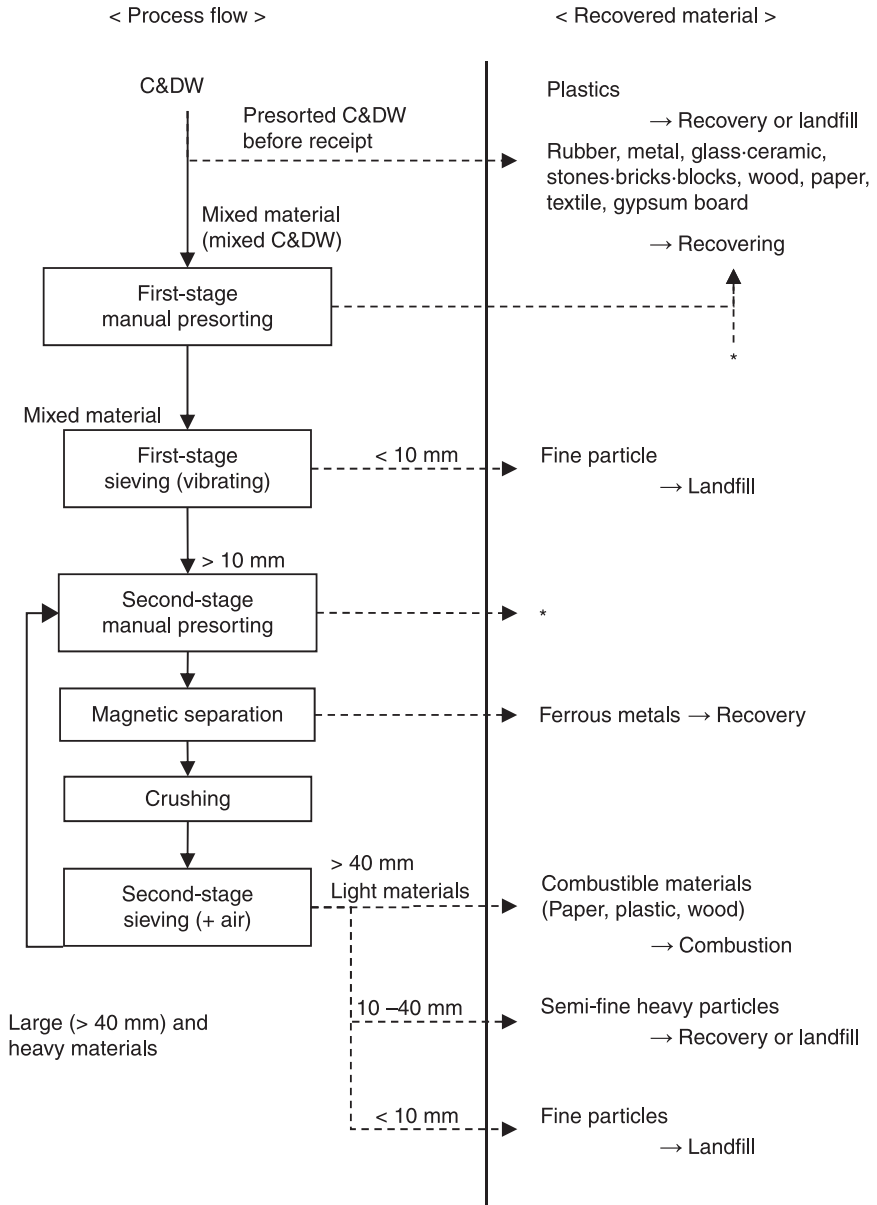 < Process flow >
< Recovered material >
C&DW
Presorted C&DW
before receipt
Plastics
→ Recovery or landfill
Rubber, metal, glass·ceramic,
stones·bricks·blocks, wood, paper,
textile, gypsum board
→ Recovering
Mixed material
(mixed C&DW)
First-stage
manual presorting
*
Mixed material
First-stage
sieving (vibrating)
< 10 mm
Fine particle
→ Landfill
> 10 mm
Second-stage
manual presorting
*
Magnetic separation
Ferrous metals → Recovery
Crushing
Second-stage
sieving (+ air)
> 40 mm
Light materials
Combustible materials
(Paper, plastic, wood)
→ Combustion
Large (> 40 mm) and
heavy materials
10 –40 mm
Semi-fine heavy particles
→ Recovery or landfill
< 10 mm
Fine particles
→ Landfill